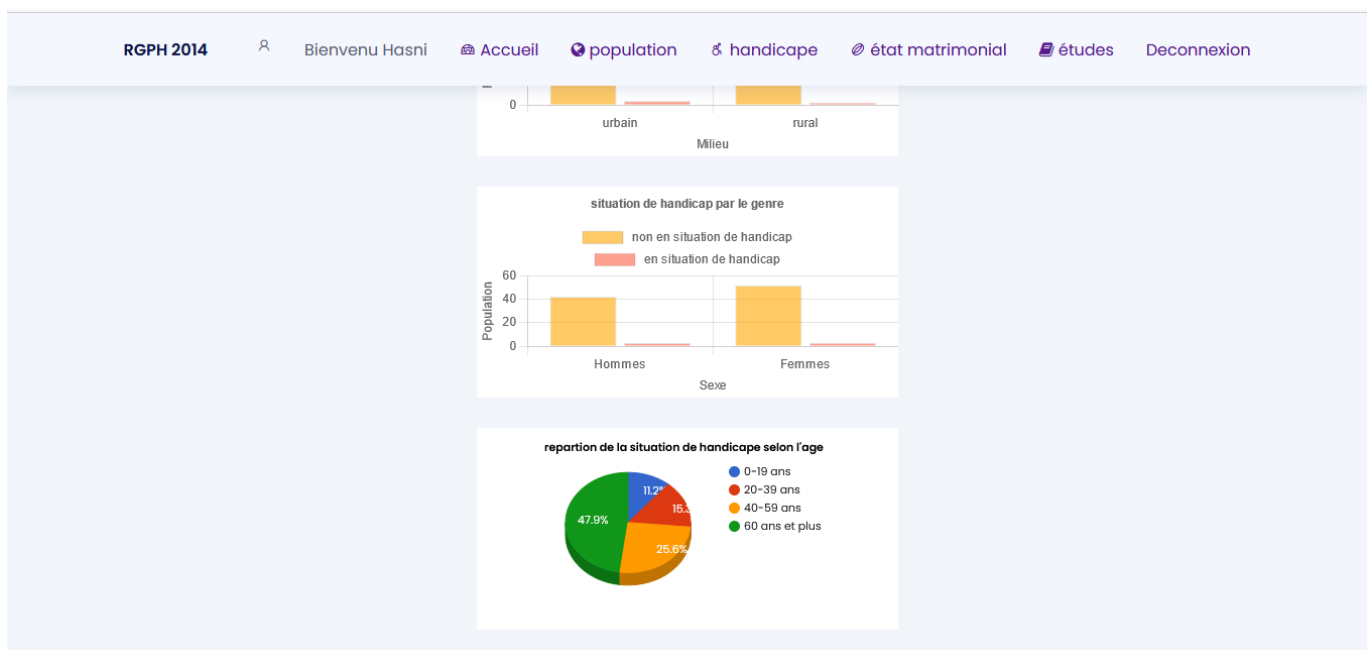 RGPH 2014 Bienvenu Hasni Accueil population handicape état matrimonial études Deconnexion
0
urbain rural
Milieu
situation de handicap par le genre
non en situation de handicap
en situation de handicap
60
40
20
0
Population
Hommes Femmes
Sexe
repartion de la situation de handicape selon l'age
0-19 ans
20-39 ans
40-59 ans
60 ans et plus
11.2%
15.3
47.9%
25.6%